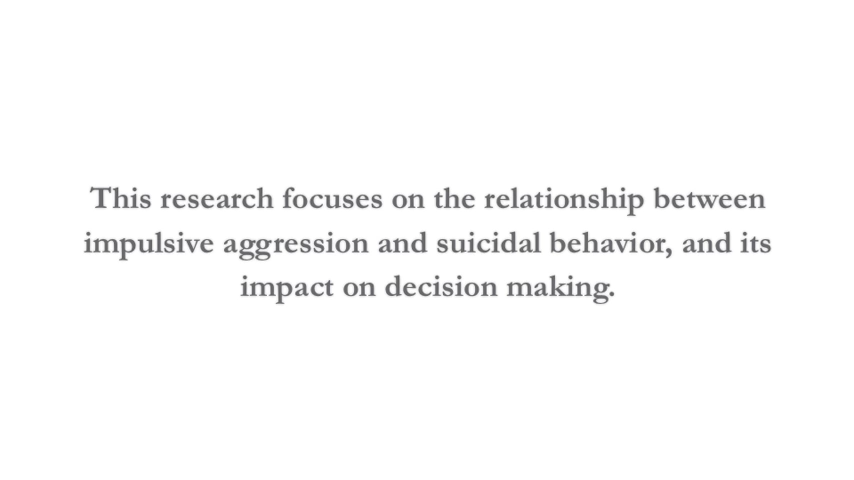 This research focuses on the relationship between
impulsive aggression and suicidal behavior, and its
impact on decision making.